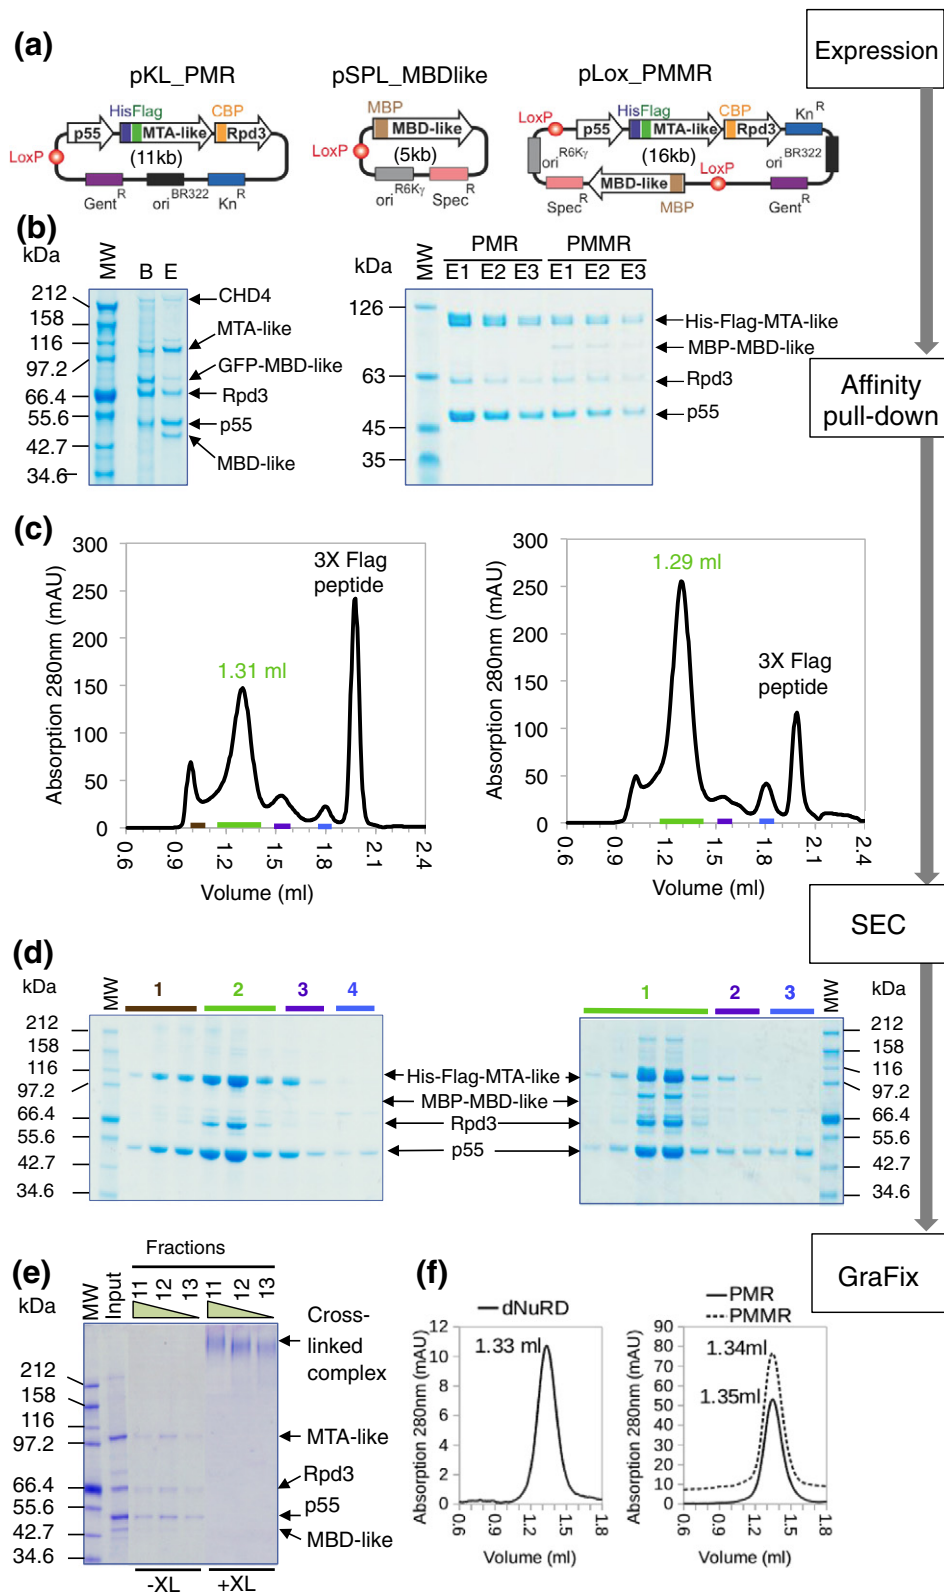 (a)
Expression
pKL_PMR
pSPL_MBDlike
pLox_PMMR
HisFlag
CBP
p55
MTA-like
Rpd3
LoxP
(11kb)
Gent^R
ori^BR322
Kn^R
MBP
MBD-like
LoxP
(5kb)
ori^R6Kγ
Spec^R
HisFlag
CBP
Kn^R
LoxP
p55
MTA-like
Rpd3
(16kb)
ori^R6Kγ
ori^BR322
LoxP
MBD-like
Spec^R
MBP
Gent^R
(b)
kDa
MW
B
E
212
158
116
97.2
66.4
55.6
42.7
34.6
CHD4
MTA-like
GFP-MBD-like
Rpd3
p55
MBD-like
kDa
MW
PMR
PMMR
E1 E2 E3 E1 E2 E3
126
63
45
35
His-Flag-MTA-like
MBP-MBD-like
Rpd3
p55
Affinity
pull-down
(c)
Absorption 280nm (mAU)
300
250
200
150
100
50
0
1.31 ml
3X Flag
peptide
0.6 0.9 1.2 1.5 1.8 2.1 2.4
Volume (ml)
Absorption 280nm (mAU)
300
250
200
150
100
50
0
1.29 ml
3X Flag
peptide
0.6 0.9 1.2 1.5 1.8 2.1 2.4
Volume (ml)
SEC
(d)
kDa
MW
1 2 3 4
212
158
116
97.2
66.4
55.6
42.7
34.6
His-Flag-MTA-like
MBP-MBD-like
Rpd3
p55
1 2 3
MW
kDa
212
158
116
97.2
66.4
55.6
42.7
34.6
GraFix
(e)
Fractions
kDa
MW
Input
11 12 13 11 12 13
212
158
116
97.2
66.4
55.6
42.7
34.6
Cross-
linked
complex
MTA-like
Rpd3
p55
MBD-like
-XL
+XL
(f)
dNuRD
Absorption 280nm (mAU)
12
10
8
6
4
2
0
1.33 ml
0.6 0.9 1.2 1.5 1.8
Volume (ml)
PMR
PMMR
Absorption 280nm (mAU)
90
80
70
60
50
40
30
20
10
0
1.34ml
1.35ml
0.6 0.9 1.2 1.5 1.8
Volume (ml)